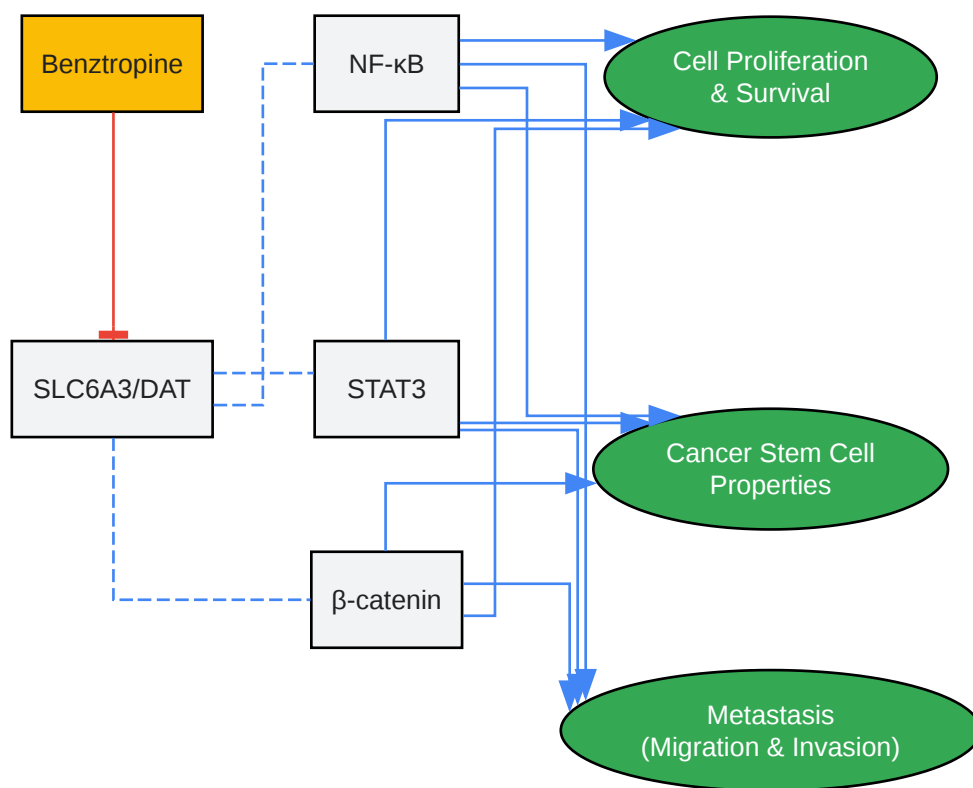 Benztropine
NF-κB
Cell Proliferation
& Survival
SLC6A3/DAT
STAT3
Cancer Stem Cell
Properties
β-catenin
Metastasis
(Migration & Invasion)